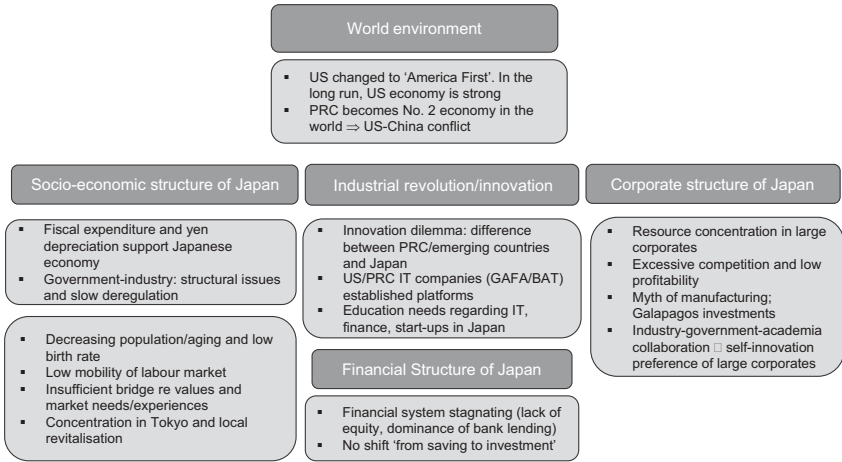 World environment
▪ US changed to ‘America First’. In the
long run, US economy is strong
▪ PRC becomes No. 2 economy in the
world ⇒ US-China conflict
Socio-economic structure of Japan
▪ Fiscal expenditure and yen
depreciation support Japanese
economy
▪ Government-industry: structural issues
and slow deregulation
▪ Decreasing population/aging and low
birth rate
▪ Low mobility of labour market
▪ Insufficient bridge re values and
market needs/experiences
▪ Concentration in Tokyo and local
revitalisation
Industrial revolution/innovation
▪ Innovation dilemma: difference
between PRC/emerging countries
and Japan
▪ US/PRC IT companies (GAFA/BAT)
established platforms
▪ Education needs regarding IT,
finance, start-ups in Japan
Financial Structure of Japan
▪ Financial system stagnating (lack of
equity, dominance of bank lending)
▪ No shift ‘from saving to investment’
Corporate structure of Japan
▪ Resource concentration in large
corporates
▪ Excessive competition and low
profitability
▪ Myth of manufacturing;
Galapagos investments
▪ Industry-government-academia
collaboration □ self-innovation
preference of large corporates